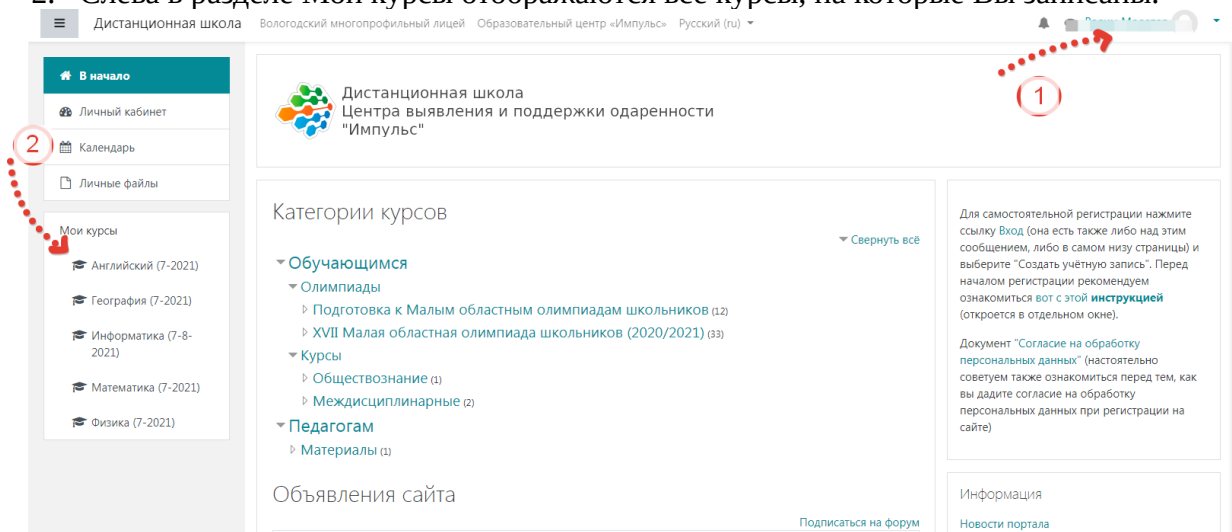 2. Слева в разделе Мои курсы отображаются все курсы, на которые Вы записаны.
Дистанционная школа Вологодский многопрофильный лицей Образовательный центр «Импульс» Русский (ru)
1
2
В начало
Личный кабинет
Календарь
Личные файлы
Мои курсы
Английский (7-2021)
География (7-2021)
Информатика (7-8-
2021)
Математика (7-2021)
Физика (7-2021)
Дистанционная школа
Центра выявления и поддержки одаренности
"Импульс"
Категории курсов
Свернуть всё
Обучающимся
Олимпиады
Подготовка к Малым областным олимпиадам школьников (12)
XVII Малая областная олимпиада школьников (2020/2021) (33)
Курсы
Обществознание (1)
Междисциплинарные (2)
Педагогам
Материалы (1)
Объявления сайта
Подписаться на форум
Для самостоятельной регистрации нажмите
ссылку Вход (она есть также либо над этим
сообщением, либо в самом низу страницы) и
выберите "Создать учётную запись". Перед
началом регистрации рекомендуем
ознакомиться вот с этой инструкцией
(откроется в отдельном окне).
Документ "Согласие на обработку
персональных данных" (настоятельно
советуем также ознакомиться перед тем, как
вы дадите согласие на обработку
персональных данных при регистрации на
сайте)
Информация
Новости портала